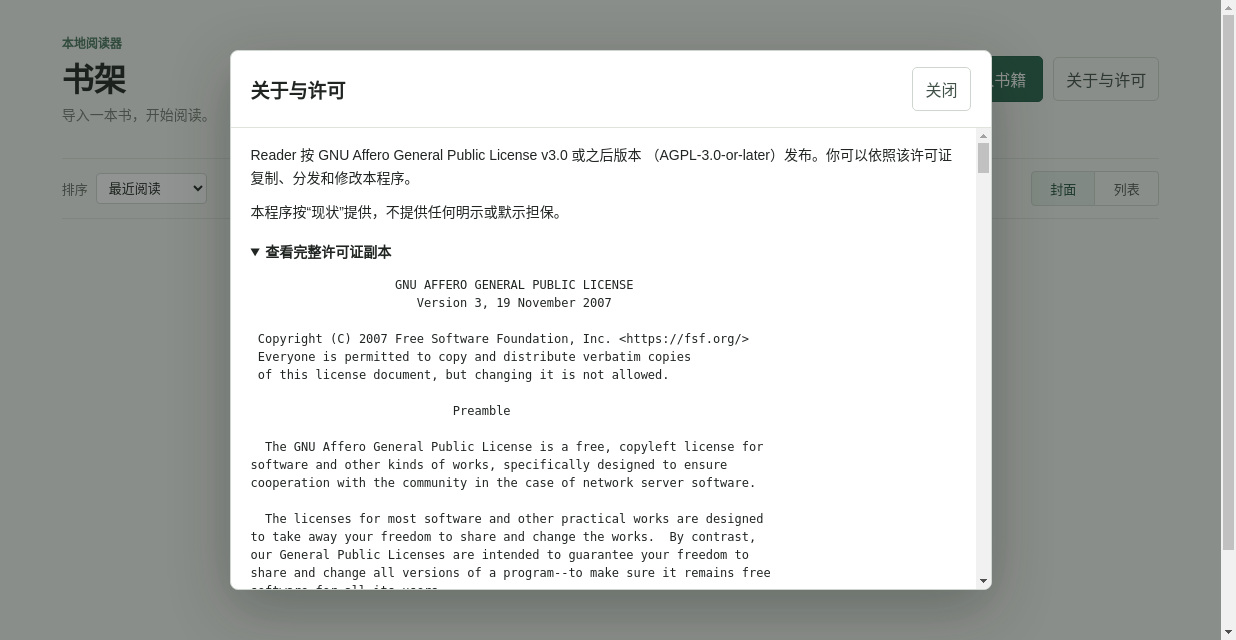 本地阅读器
书架
导入一本书，开始阅读。
书籍
关于与许可
排序
最近阅读
封面
列表
关于与许可
关闭
Reader 按 GNU Affero General Public License v3.0 或之后版本 （AGPL-3.0-or-later）发布。你可以依照该许可证
复制、分发和修改本程序。
本程序按“现状”提供，不提供任何明示或默示担保。
▼ 查看完整许可证副本
GNU AFFERO GENERAL PUBLIC LICENSE
Version 3, 19 November 2007
Copyright (C) 2007 Free Software Foundation, Inc. <https://fsf.org/>
Everyone is permitted to copy and distribute verbatim copies
of this license document, but changing it is not allowed.
Preamble
The GNU Affero General Public License is a free, copyleft license for
software and other kinds of works, specifically designed to ensure
cooperation with the community in the case of network server software.
The licenses for most software and other practical works are designed
to take away your freedom to share and change the works.  By contrast,
our General Public Licenses are intended to guarantee your freedom to
share and change all versions of a program--to make sure it remains free
software for all its users.